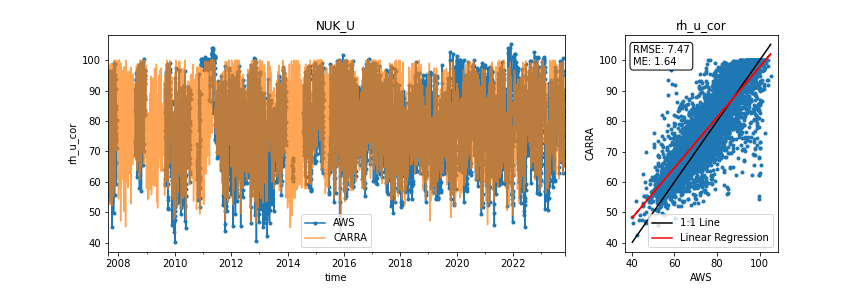 NUK_U
rh_u_cor
100
90
80
70
60
50
40
2008
2010
2012
2014
2016
2018
2020
2022
time
AWS
CARRA
rh_u_cor
RMSE: 7.47
ME: 1.64
CARRA
100
90
80
70
60
50
40
40
60
80
100
AWS
1:1 Line
Linear Regression